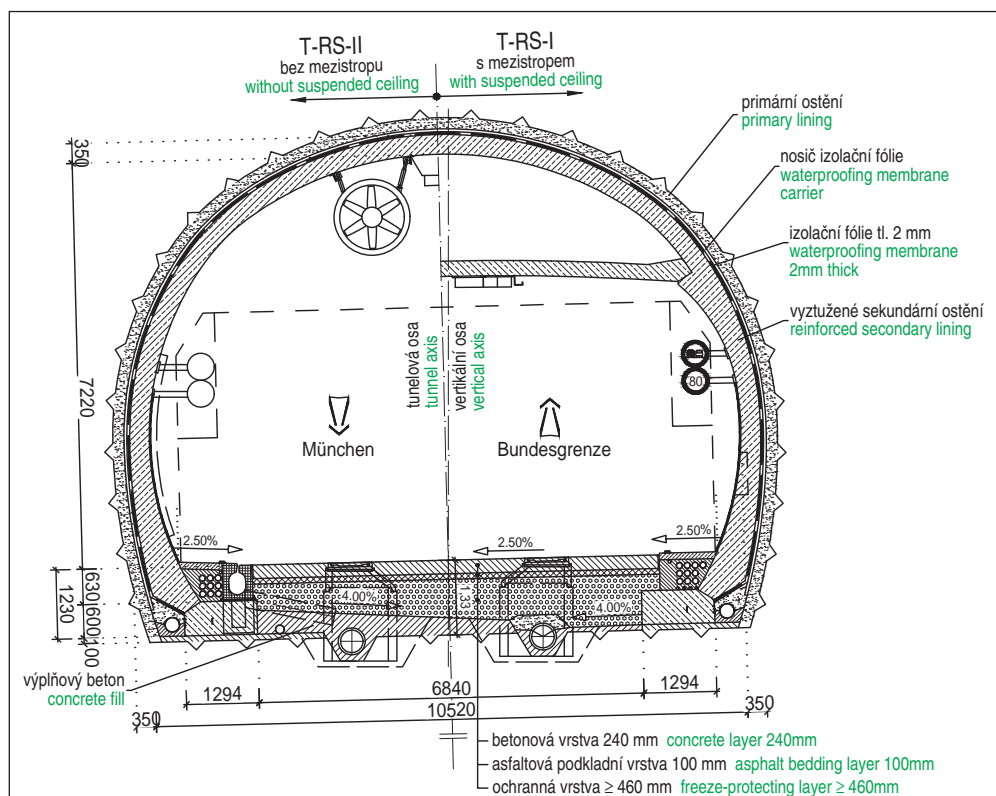 T-RS-II
bez mezistropu
without suspended ceiling
T-RS-I
s mezistropem
with suspended ceiling
primární ostění
primary lining
nosič izolační fólie
waterproofing membrane
carrier
izolační fólie tl. 2 mm
waterproofing membrane
2mm thick
vyztužené sekundární ostění
reinforced secondary lining
350
7220
tunelová osa
tunnel axis
vertikální osa
vertical axis
80
München
Bundesgrenze
2.50%
2.50%
2.50%
4.00%
1.33
4.00%
1230
630
600
výplňový beton
concrete fill
1294
6840
1294
350
10520
350
betonová vrstva 240 mm concrete layer 240mm
asfaltová podkladní vrstva 100 mm asphalt bedding layer 100mm
ochranná vrstva ≥ 460 mm freeze-protecting layer ≥ 460mm